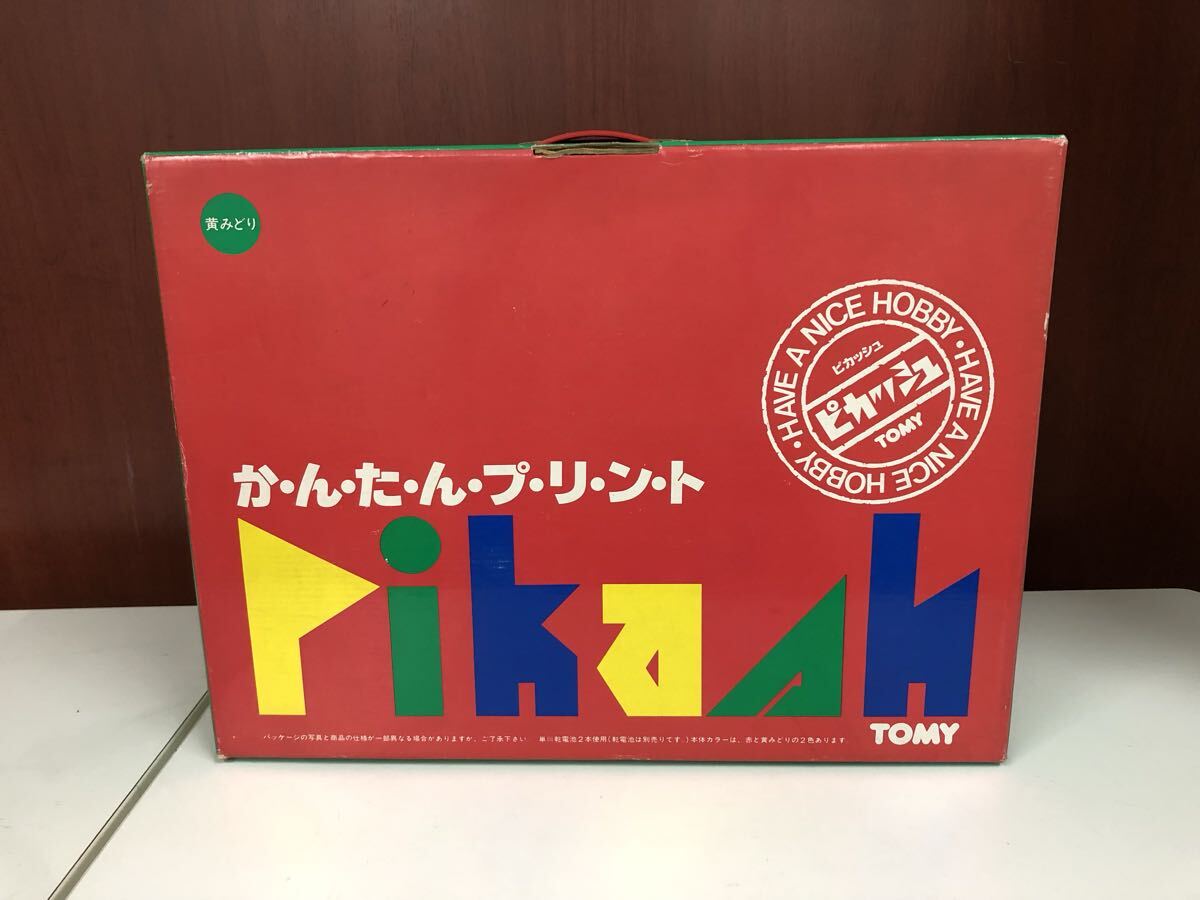 黄みどり
HAVE A NICE HOBBY・HAVE A NICE HOBBY・
ピカッシュ
ピカッシュ
TOMY
か・ん・た・ん・プ・リ・ン・ト
Pikash
TOMY
パッケージの写真と商品の仕様が一部異なる場合がありますが、ご了承下さい 単III乾電池2本使用(乾電池は別売りです。)本体カラーは、赤と黄みどりの2色あります